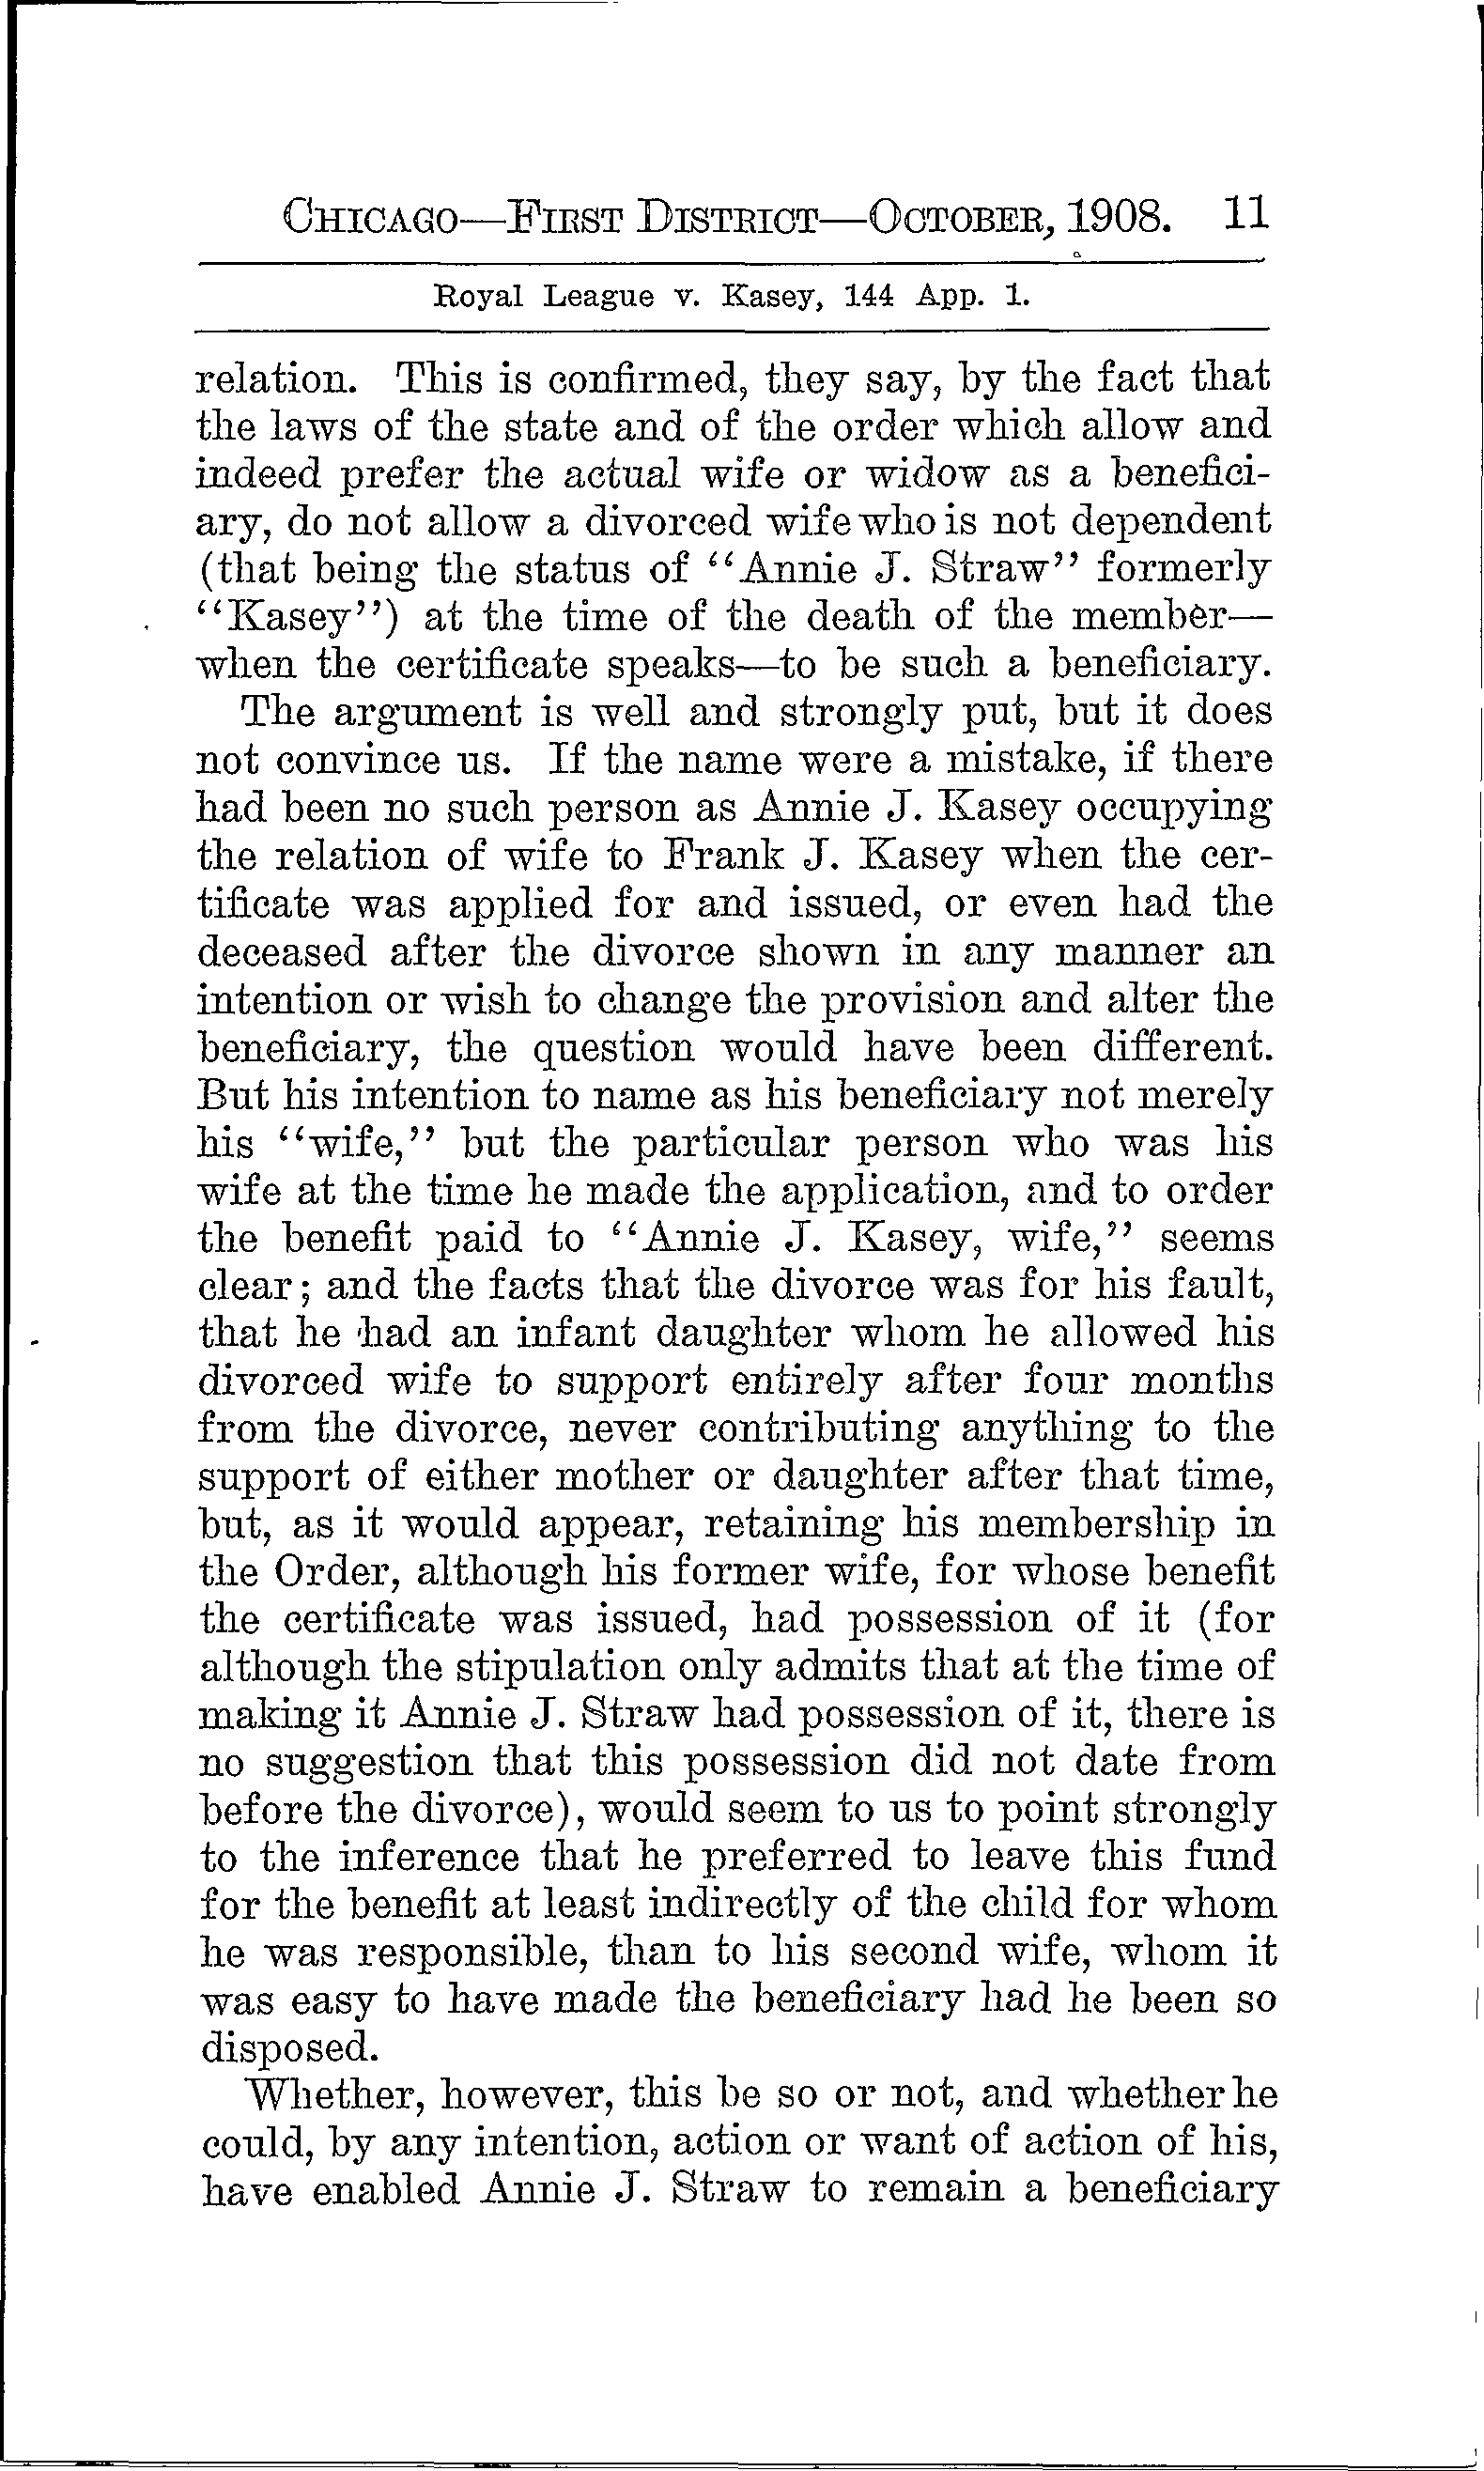 CHICAGO—FIRST DISTRICT—OCTOBER, 1908. 11
Royal League v. Kasey, 144 App. 1.
relation. This is confirmed, they say, by the fact that
the laws of the state and of the order which allow and
indeed prefer the actual wife or widow as a benefici-
ary, do not allow a divorced wife who is not dependent
(that being the status of “Annie J. Straw” formerly
“Kasey”) at the time of the death of the member—
when the certificate speaks—to be such a beneficiary.
The argument is well and strongly put, but it does
not convince us. If the name were a mistake, if there
had been no such person as Annie J. Kasey occupying
the relation of wife to Frank J. Kasey when the cer-
tificate was applied for and issued, or even had the
deceased after the divorce shown in any manner an
intention or wish to change the provision and alter the
beneficiary, the question would have been different.
But his intention to name as his beneficiary not merely
his “wife,” but the particular person who was his
wife at the time he made the application, and to order
the benefit paid to “Annie J. Kasey, wife,” seems
clear; and the facts that the divorce was for his fault,
that he had an infant daughter whom he allowed his
divorced wife to support entirely after four months
from the divorce, never contributing anything to the
support of either mother or daughter after that time,
but, as it would appear, retaining his membership in
the Order, although his former wife, for whose benefit
the certificate was issued, had possession of it (for
although the stipulation only admits that at the time of
making it Annie J. Straw had possession of it, there is
no suggestion that this possession did not date from
before the divorce), would seem to us to point strongly
to the inference that he preferred to leave this fund
for the benefit at least indirectly of the child for whom
he was responsible, than to his second wife, whom it
was easy to have made the beneficiary had he been so
disposed.
Whether, however, this be so or not, and whether he
could, by any intention, action or want of action of his,
have enabled Annie J. Straw to remain a beneficiary